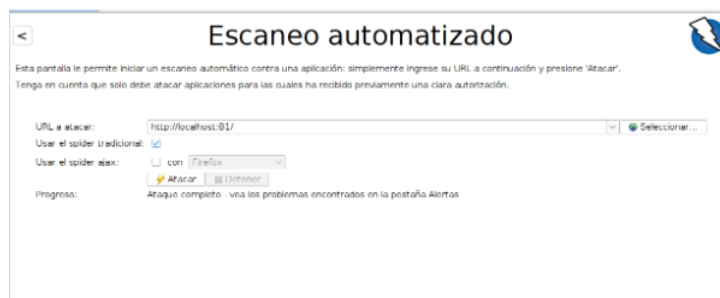 <
Escaneo automatizado
Esta pantalla le permite iniciar un escaneo automático contra una aplicación: simplemente ingrese su URL a continuación y presione 'Atacar'.
Tenga en cuenta que solo debe atacar aplicaciones para las cuales ha recibido previamente una clara autorización.
URL a atacar: http://localhost:81/ Seleccionar...
Usar el spider tradicional:
Usar el spider ajax: con Firefox
Atacar Detener
Progreso: Ataque completo - vea los problemas encontrados en la pestaña Alertas